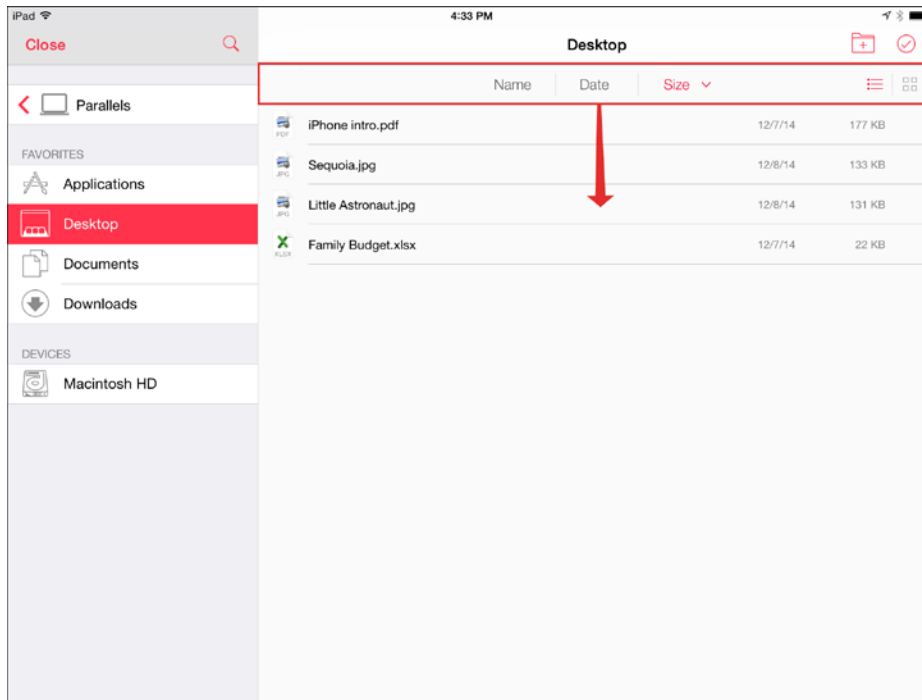 iPad 4:33 PM
Close
Desktop
Name Date Size
Parallels
FAVORITES
Applications
Desktop
Documents
Downloads
DEVICES
Macintosh HD
PDF iPhone intro.pdf 12/7/14 177 KB
JPG Sequoia.jpg 12/8/14 133 KB
JPG Little Astronaut.jpg 12/8/14 131 KB
XLSX Family Budget.xlsx 12/7/14 22 KB